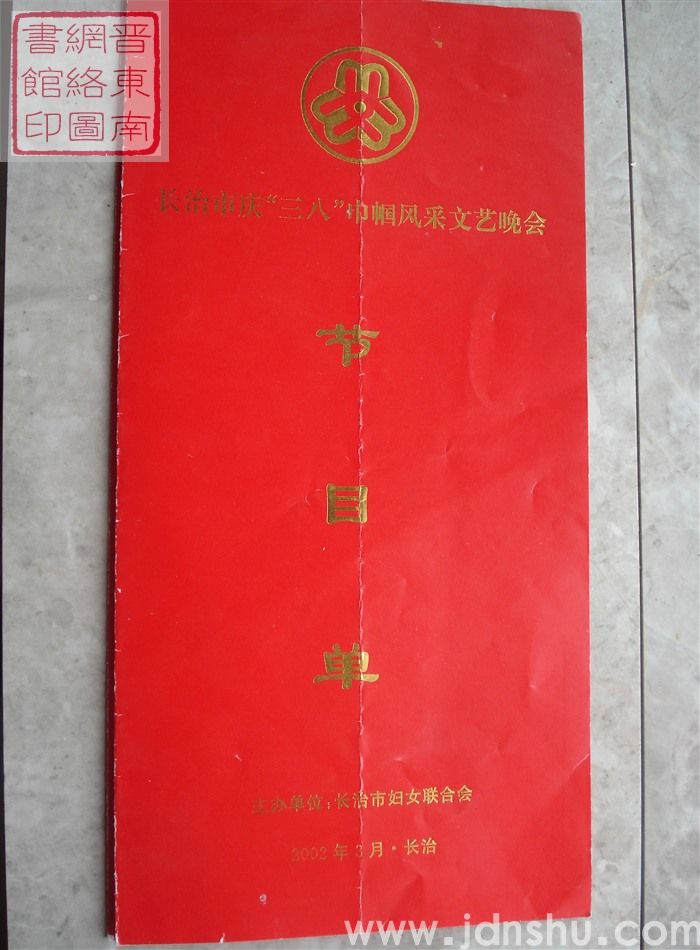 晋东南
網絡圖
書館印
长治市庆“三八”巾帼风采文艺晚会
节
目
单
主办单位：长治市妇女联合会
2002年3月·长治
www.jdnshu.com